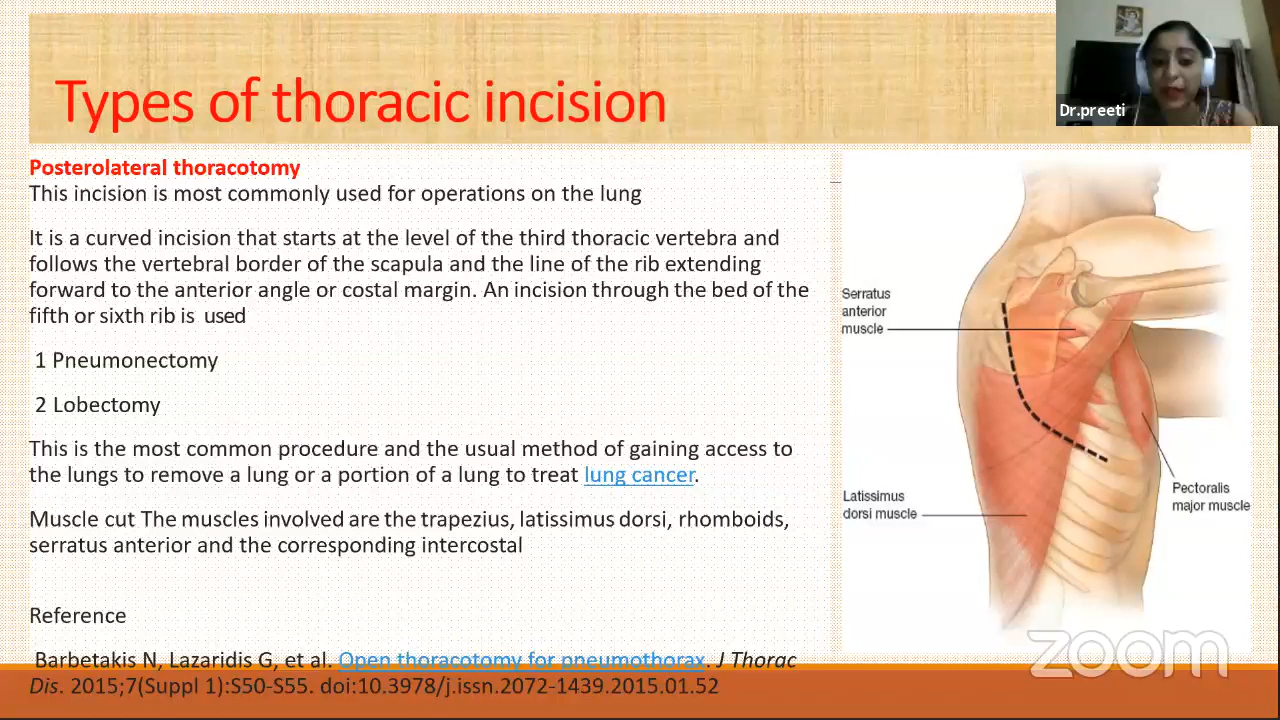 Types of thoracic incision
Dr.preeti
Posterolateral thoracotomy
This incision is most commonly used for operations on the lung
It is a curved incision that starts at the level of the third thoracic vertebra and
follows the vertebral border of the scapula and the line of the rib extending
forward to the anterior angle or costal margin. An incision through the bed of the
fifth or sixth rib is used
1 Pneumonectomy
2 Lobectomy
This is the most common procedure and the usual method of gaining access to
the lungs to remove a lung or a portion of a lung to treat lung cancer.
Muscle cut The muscles involved are the trapezius, latissimus dorsi, rhomboids,
serratus anterior and the corresponding intercostal
Reference
Barbetakis N, Lazaridis G, et al. Open thoracotomy for pneumothorax. J Thorac
Dis. 2015;7(Suppl 1):S50-S55. doi:10.3978/j.issn.2072-1439.2015.01.52
Serratus
anterior
muscle
Latissimus
dorsi muscle
Pectoralis
major muscle
zoom